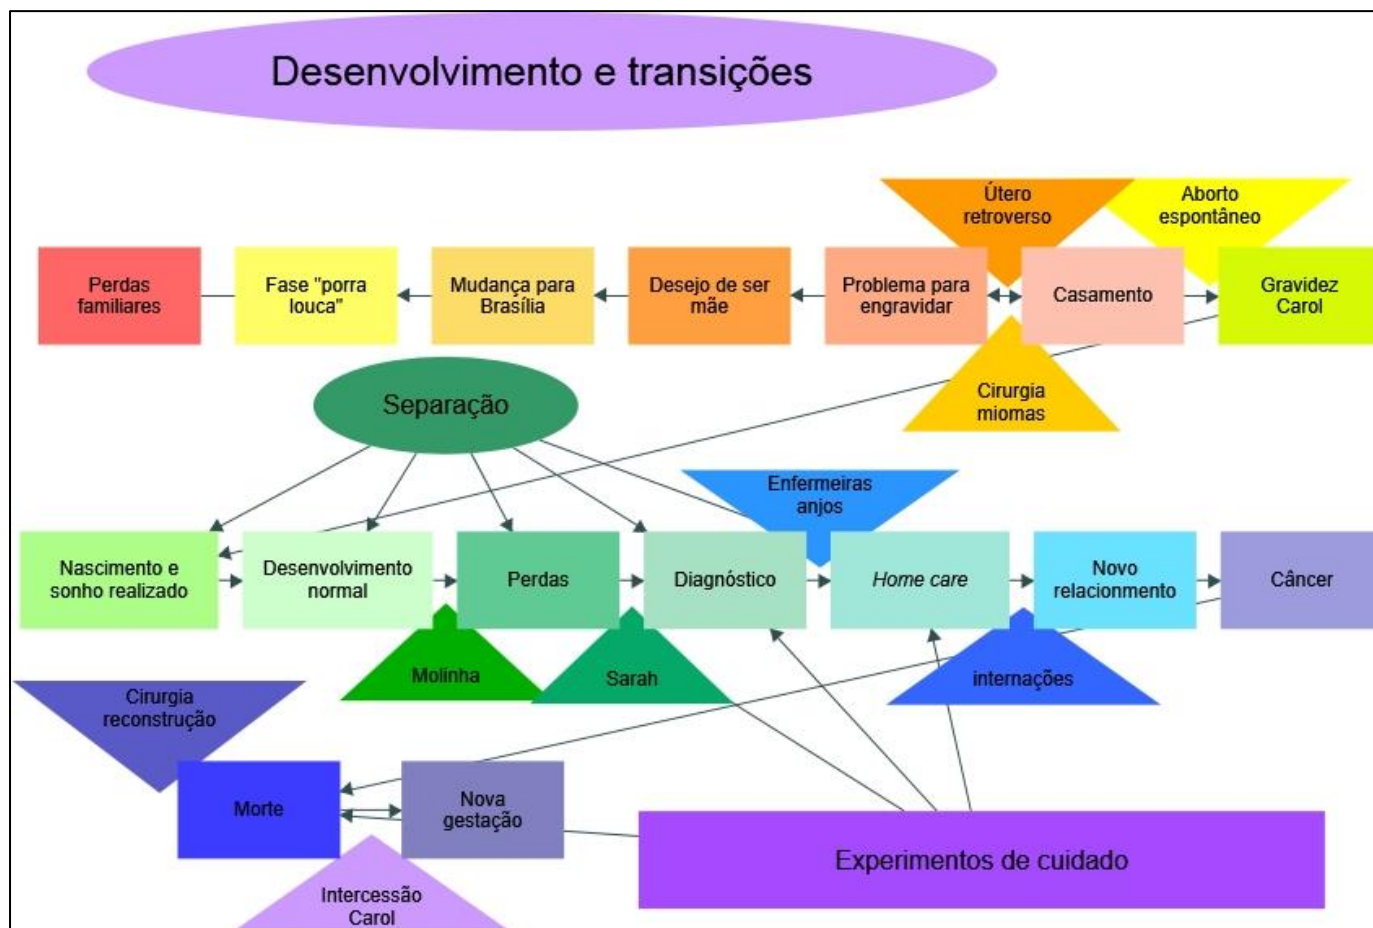 Desenvolvimento e transições
Útero
retroverso
Aborto
espontâneo
Perdas
familiares
Fase "porra
louca"
Mudança para
Brasília
Desejo de ser
mãe
Problema para
engravidar
Casamento
Gravidez
Carol
Separação
Cirurgia
miomas
Enfermeiras
anjos
Nascimento e
sonho realizado
Desenvolvimento
normal
Perdas
Diagnóstico
Home care
Novo
relacionmento
Câncer
Molinha
Sarah
internações
Cirurgia
reconstrução
Morte
Nova
gestação
Experimentos de cuidado
Intercessão
Carol